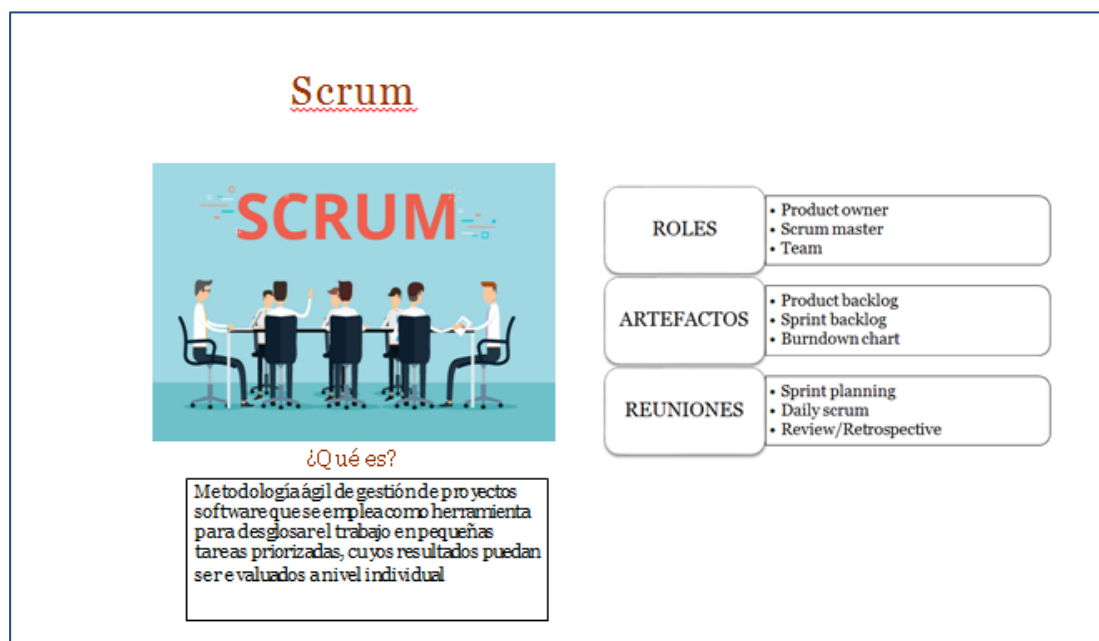 Scrum
SCRUM
¿Qué es?
Metodología ágil de gestión de proyectos
software que se emplea como herramienta
para desglosar el trabajo en pequeñas
tareas priorizadas, cuyos resultados puedan
ser evaluados a nivel individual
ROLES
• Product owner
• Scrum master
• Team
ARTEFACTOS
• Product backlog
• Sprint backlog
• Burndown chart
REUNIONES
• Sprint planning
• Daily scrum
• Review/Retrospective